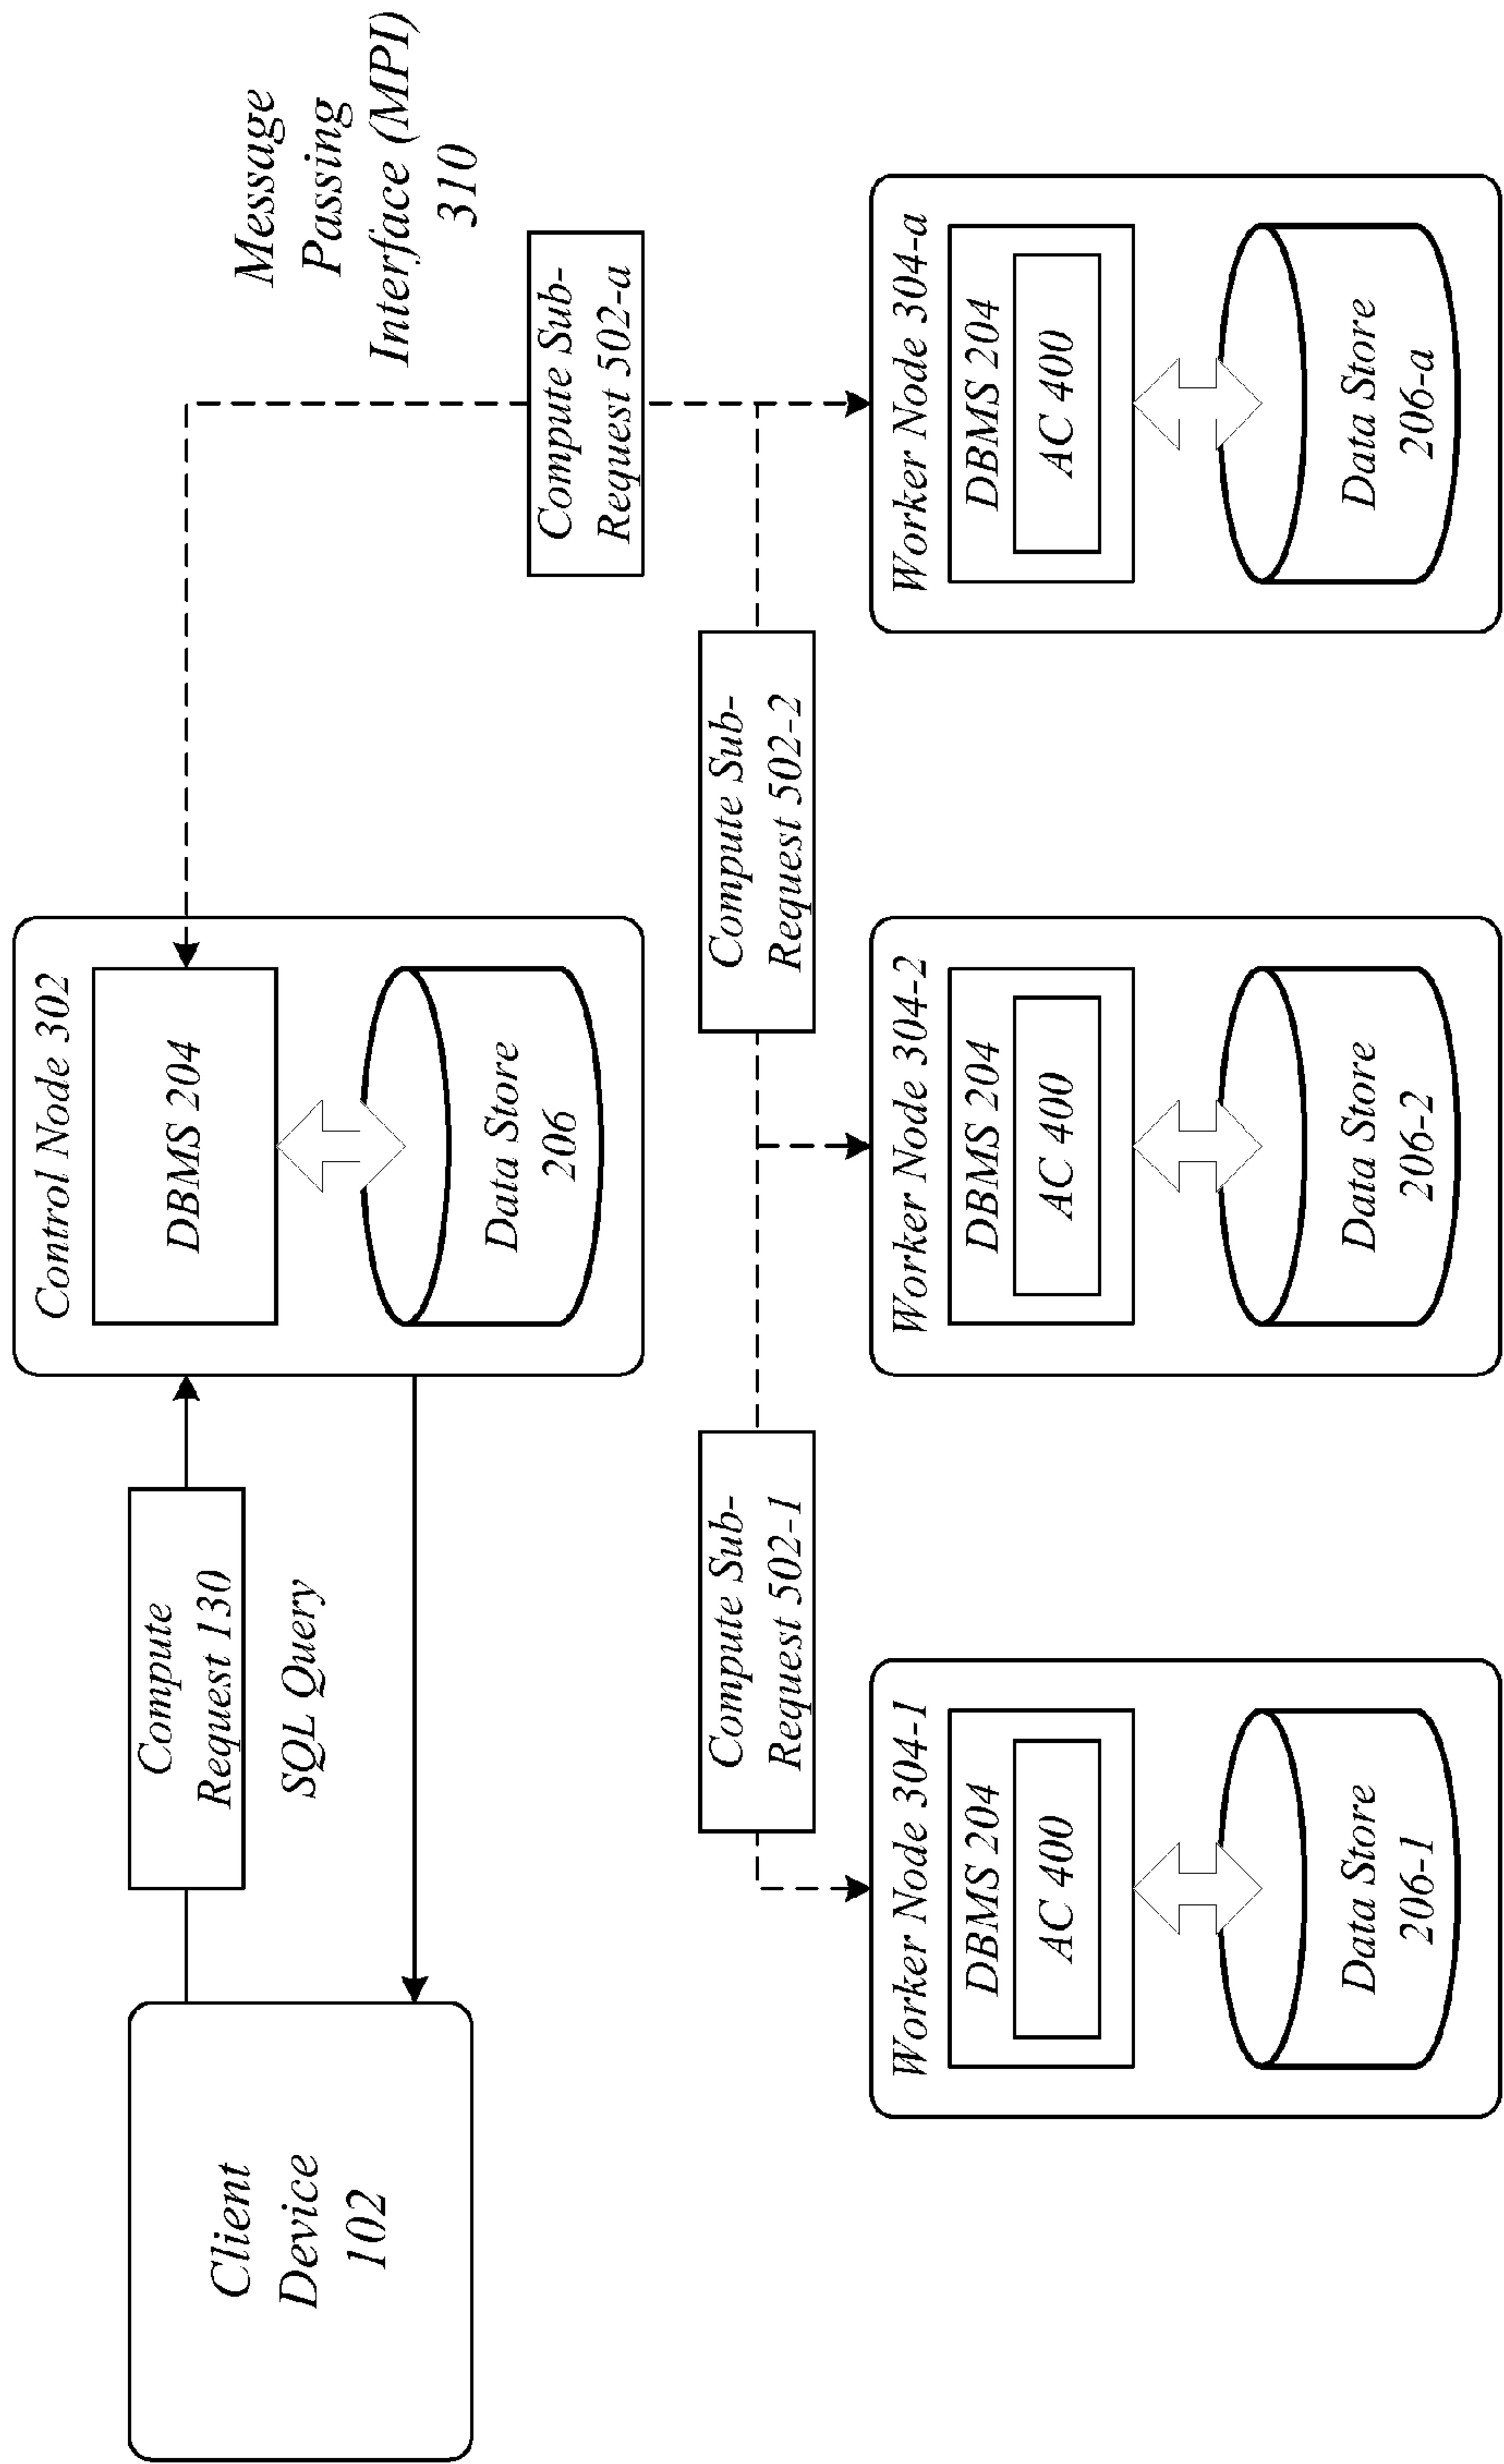 Client
Device
102
Compute
Request 130
SQL Query
Control Node 302
DBMS 204
Data Store
206
Message
Passing
Interface (MPI)
310
Compute Sub-
Request 502-a
Compute Sub-
Request 502-1
Compute Sub-
Request 502-2
Worker Node 304-1
DBMS 204
AC 400
Data Store
206-1
Worker Node 304-2
DBMS 204
AC 400
Data Store
206-2
Worker Node 304-a
DBMS 204
AC 400
Data Store
206-a